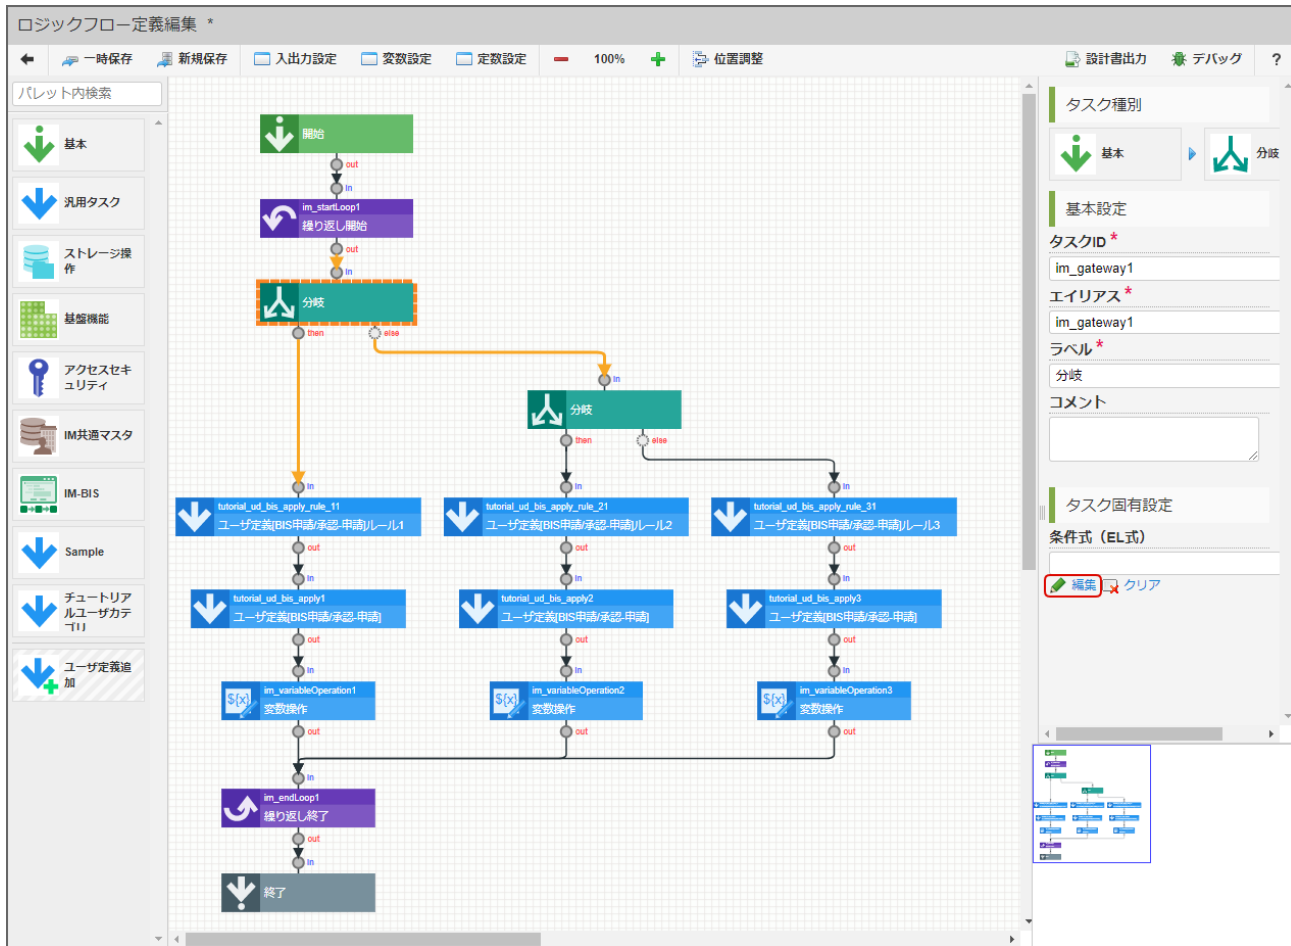 ロジックフロー定義編集 *
一時保存 新規保存 入出力設定 変数設定 定数設定 100% 位置調整 設計書出力 デバッグ ?
パレット内検索
基本
汎用タスク
ストレージ操
作
基盤機能
アクセスセキ
ュリティ
IM共通マスタ
IM-BIS
Sample
チュートリア
ルユーザカテ
ゴリ
ユーザ定義追
加
開始
out
in
im_startLoop1
繰り返し開始
out
in
分岐
then else
in
分岐
then else
in in in
tutorial_ud_bis_apply_rule_11 tutorial_ud_bis_apply_rule_21 tutorial_ud_bis_apply_rule_31
ユーザ定義[BIS申請/承認-申請]ルール1 ユーザ定義[BIS申請/承認-申請]ルール2 ユーザ定義[BIS申請/承認-申請]ルール3
out out out
in in in
tutorial_ud_bis_apply1 tutorial_ud_bis_apply2 tutorial_ud_bis_apply3
ユーザ定義[BIS申請/承認-申請] ユーザ定義[BIS申請/承認-申請] ユーザ定義[BIS申請/承認-申請]
out out out
in in in
${x} im_variableOperation1 ${x} im_variableOperation2 ${x} im_variableOperation3
変数操作 変数操作 変数操作
out out out
in
im_endLoop1
繰り返し終了
out
in
終了
タスク種別
基本 分岐
基本設定
タスクID *
im_gateway1
エイリアス *
im_gateway1
ラベル *
分岐
コメント
タスク固有設定
条件式（EL式）
編集 クリア